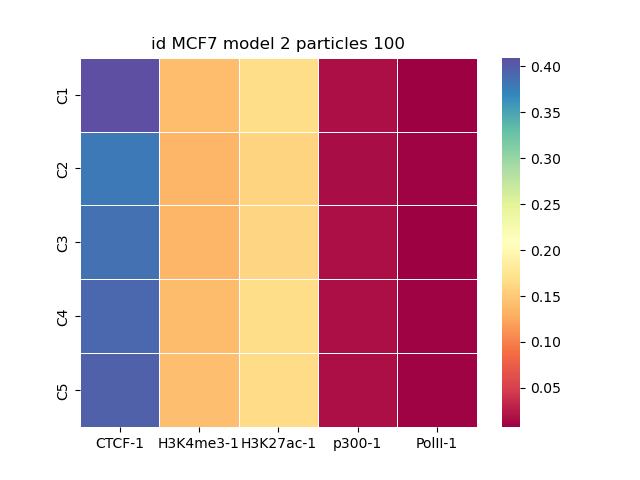 id MCF7 model 2 particles 100
C1
C2
C3
C4
C5
CTCF-1 H3K4me3-1 H3K27ac-1 p300-1 PolII-1
0.40
0.35
0.30
0.25
0.20
0.15
0.10
0.05